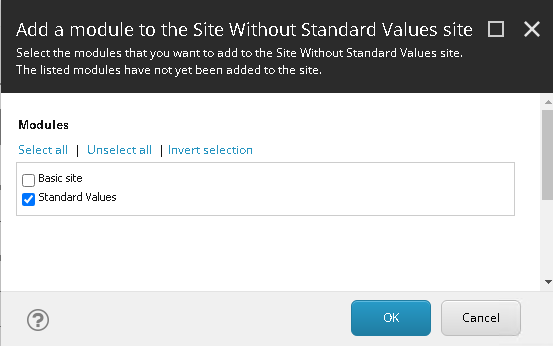 Add a module to the Site Without Standard Values site
Select the modules that you want to add to the Site Without Standard Values site.
The listed modules have not yet been added to the site.
Modules
Select all | Unselect all | Invert selection
Basic site
Standard Values
? OK Cancel